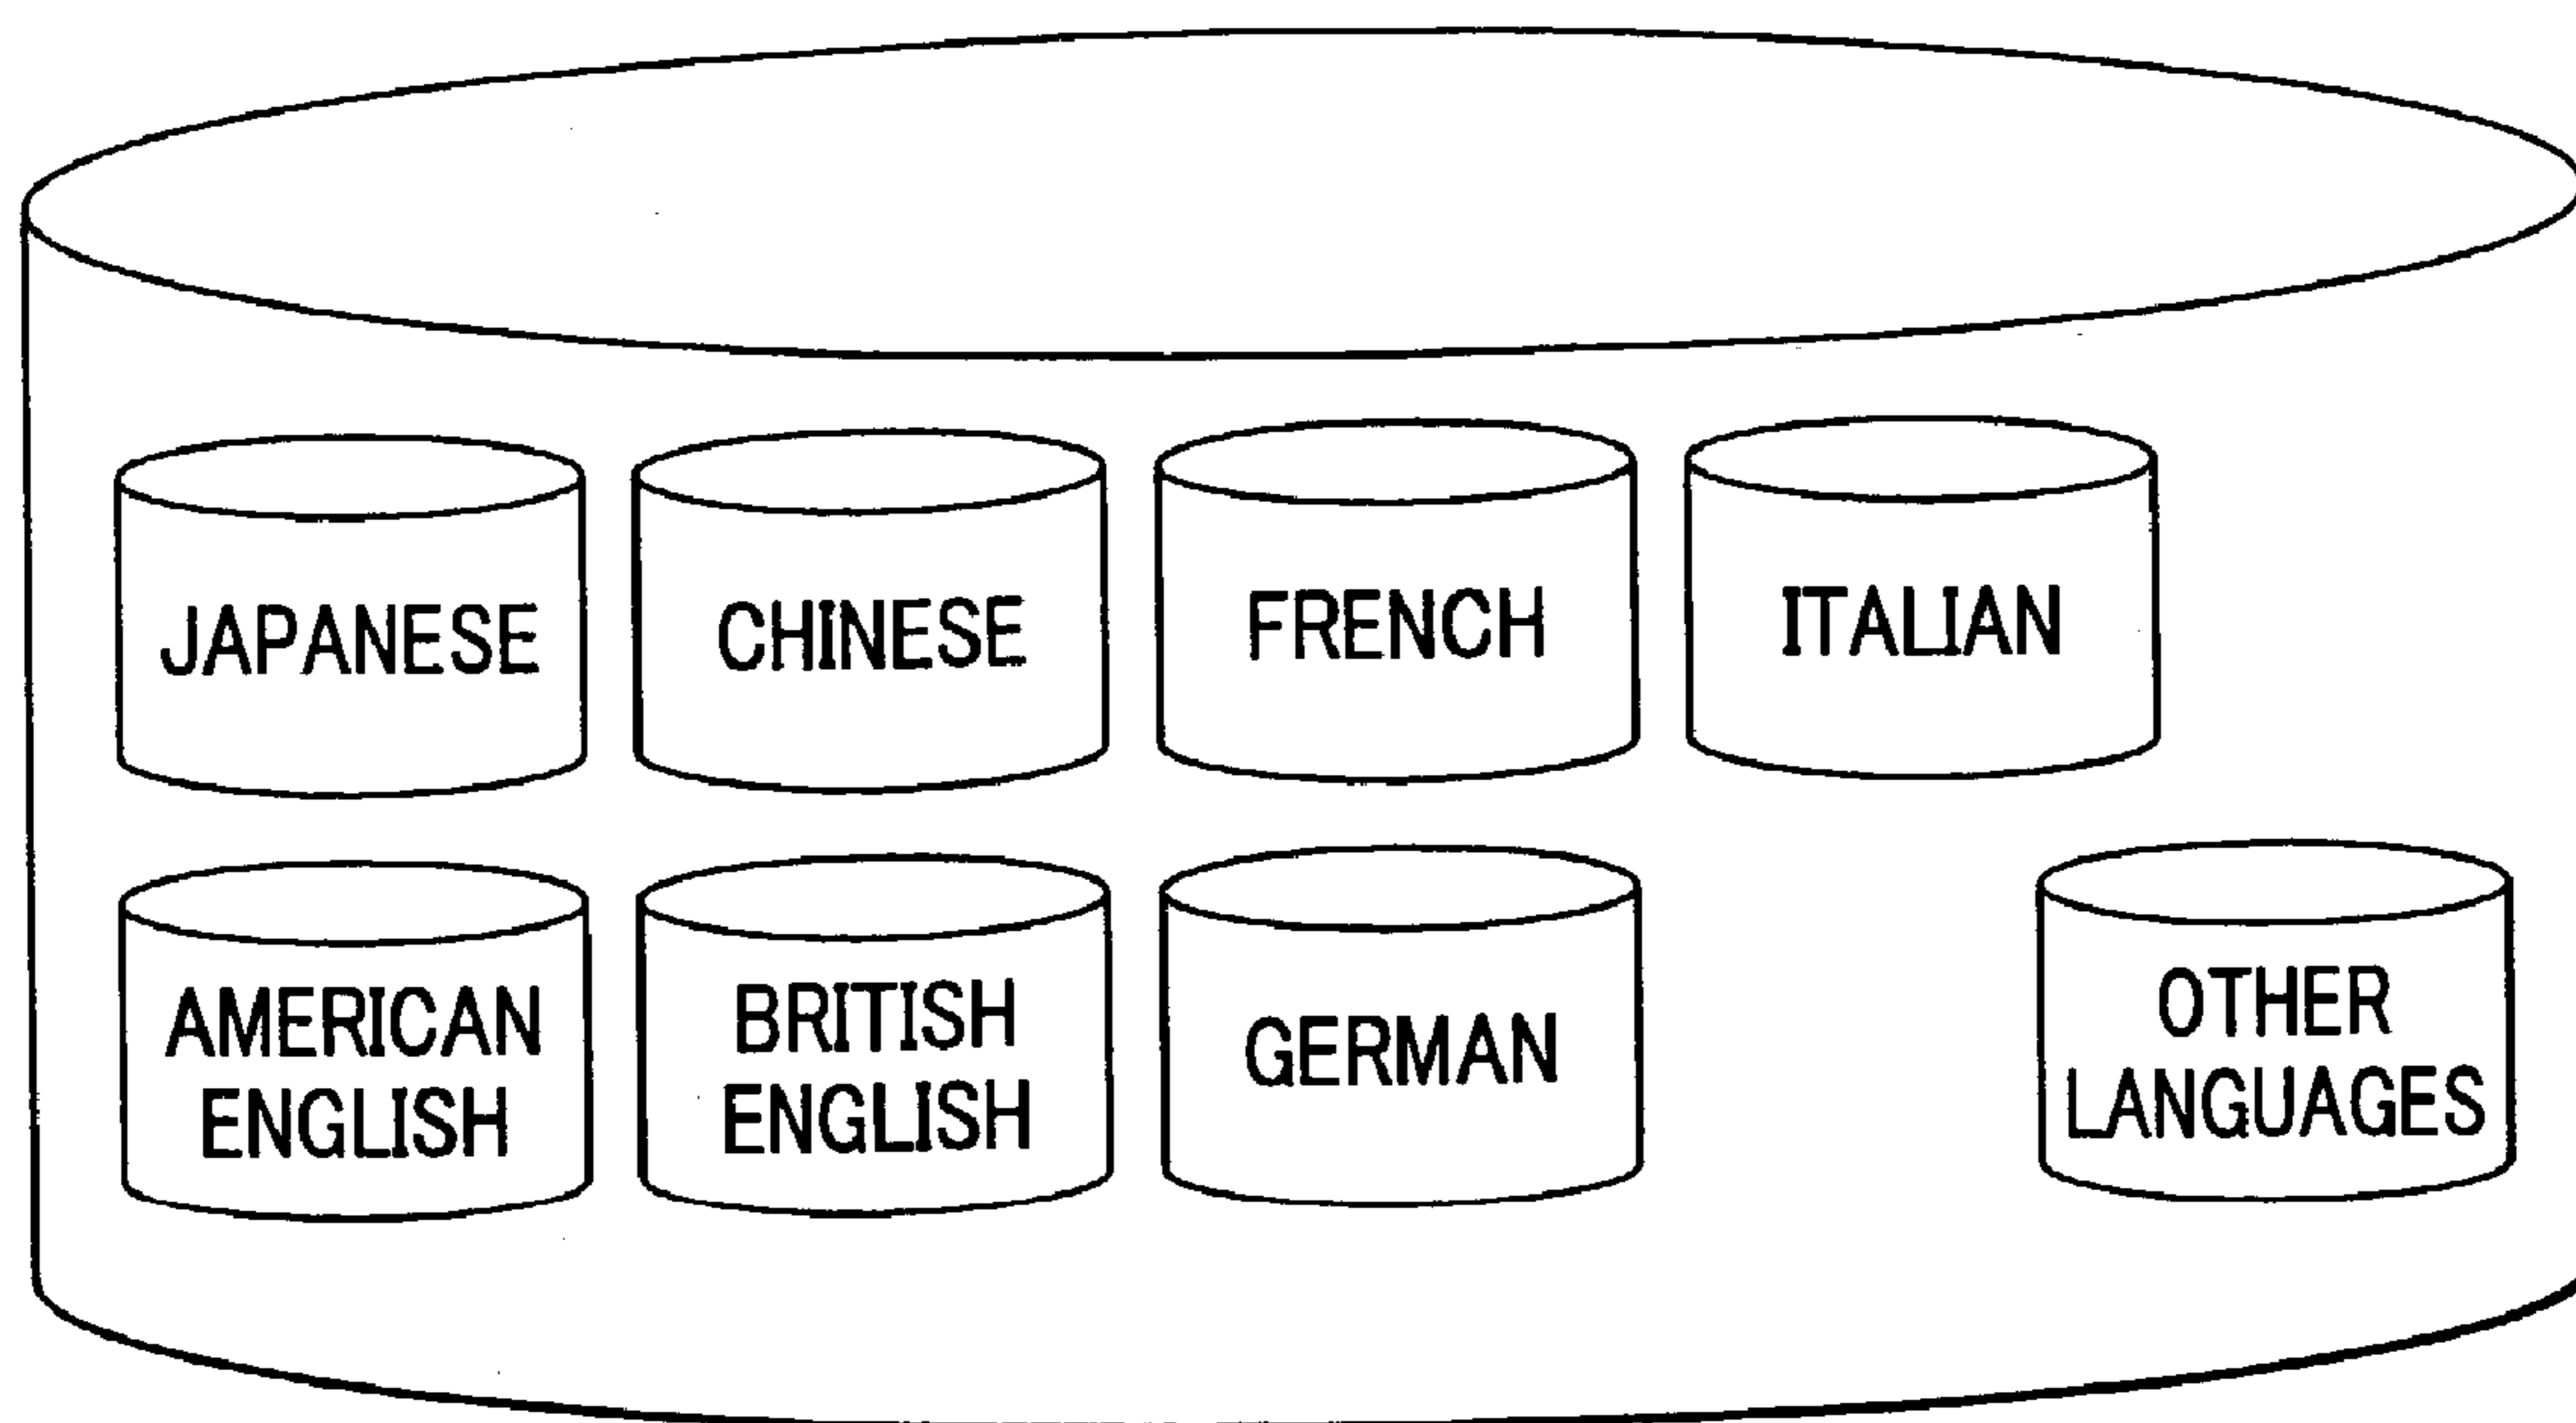 JAPANESE
CHINESE
FRENCH
ITALIAN
AMERICAN
ENGLISH
BRITISH
ENGLISH
GERMAN
OTHER
LANGUAGES